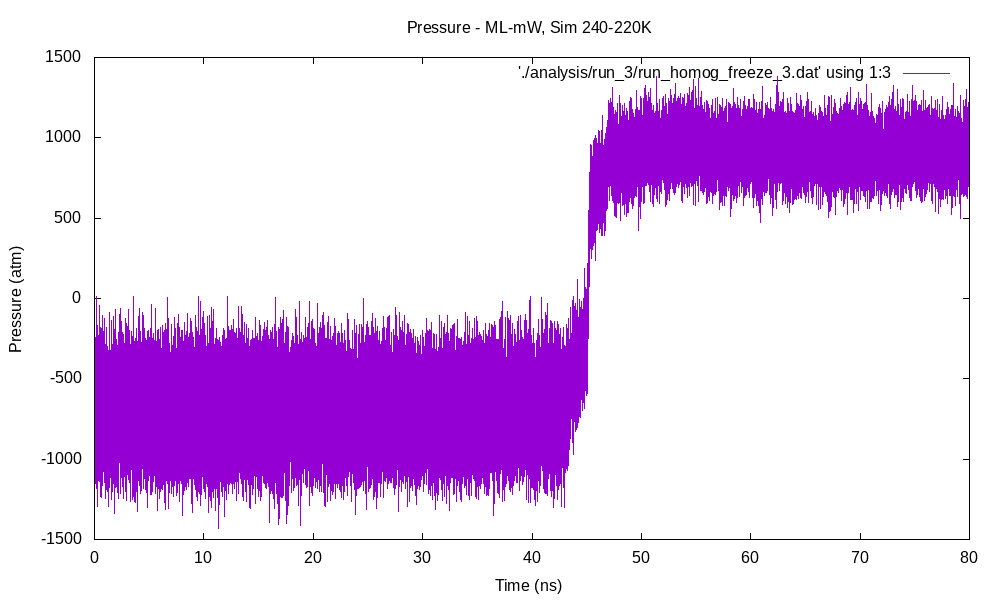 Pressure - ML-mW, Sim 240-220K
'./analysis/run_3/run_homog_freeze_3.dat' using 1:3
1500
1000
500
0
-500
-1000
-1500
Pressure (atm)
0 10 20 30 40 50 60 70 80
Time (ns)